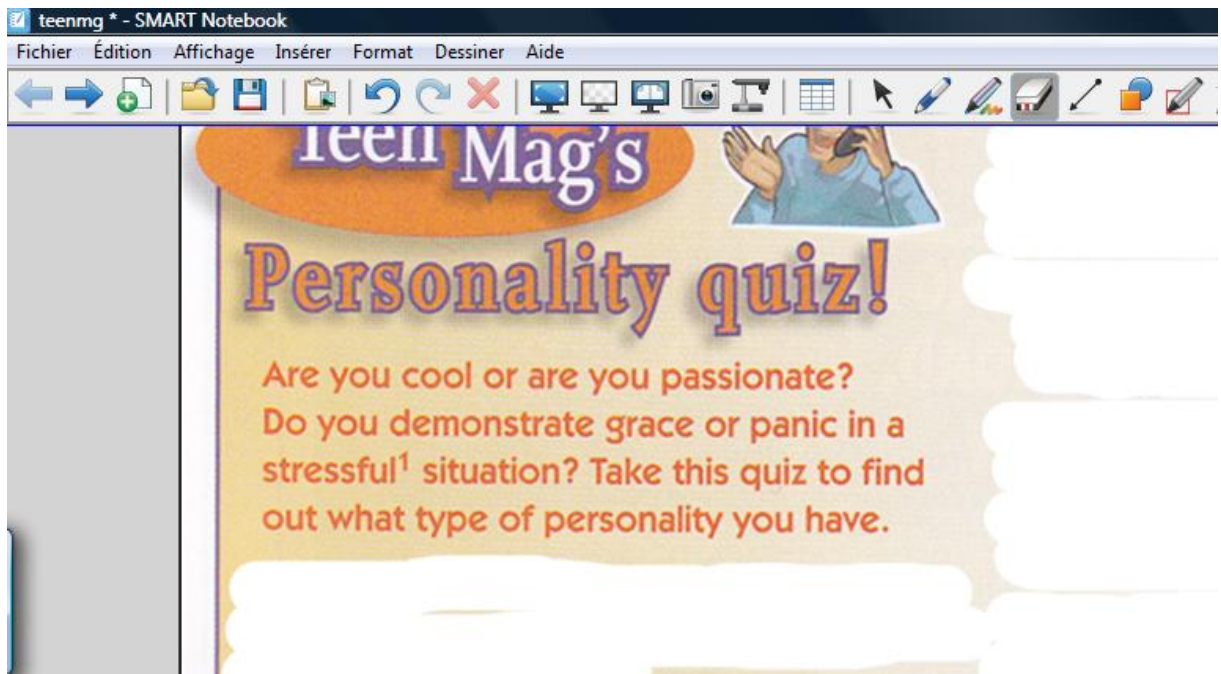 teenmg * - SMART Notebook
Fichier Édition Affichage Insérer Format Dessiner Aide
Teen Mag's
Personality quiz!
Are you cool or are you passionate?
Do you demonstrate grace or panic in a
stressful¹ situation? Take this quiz to find
out what type of personality you have.